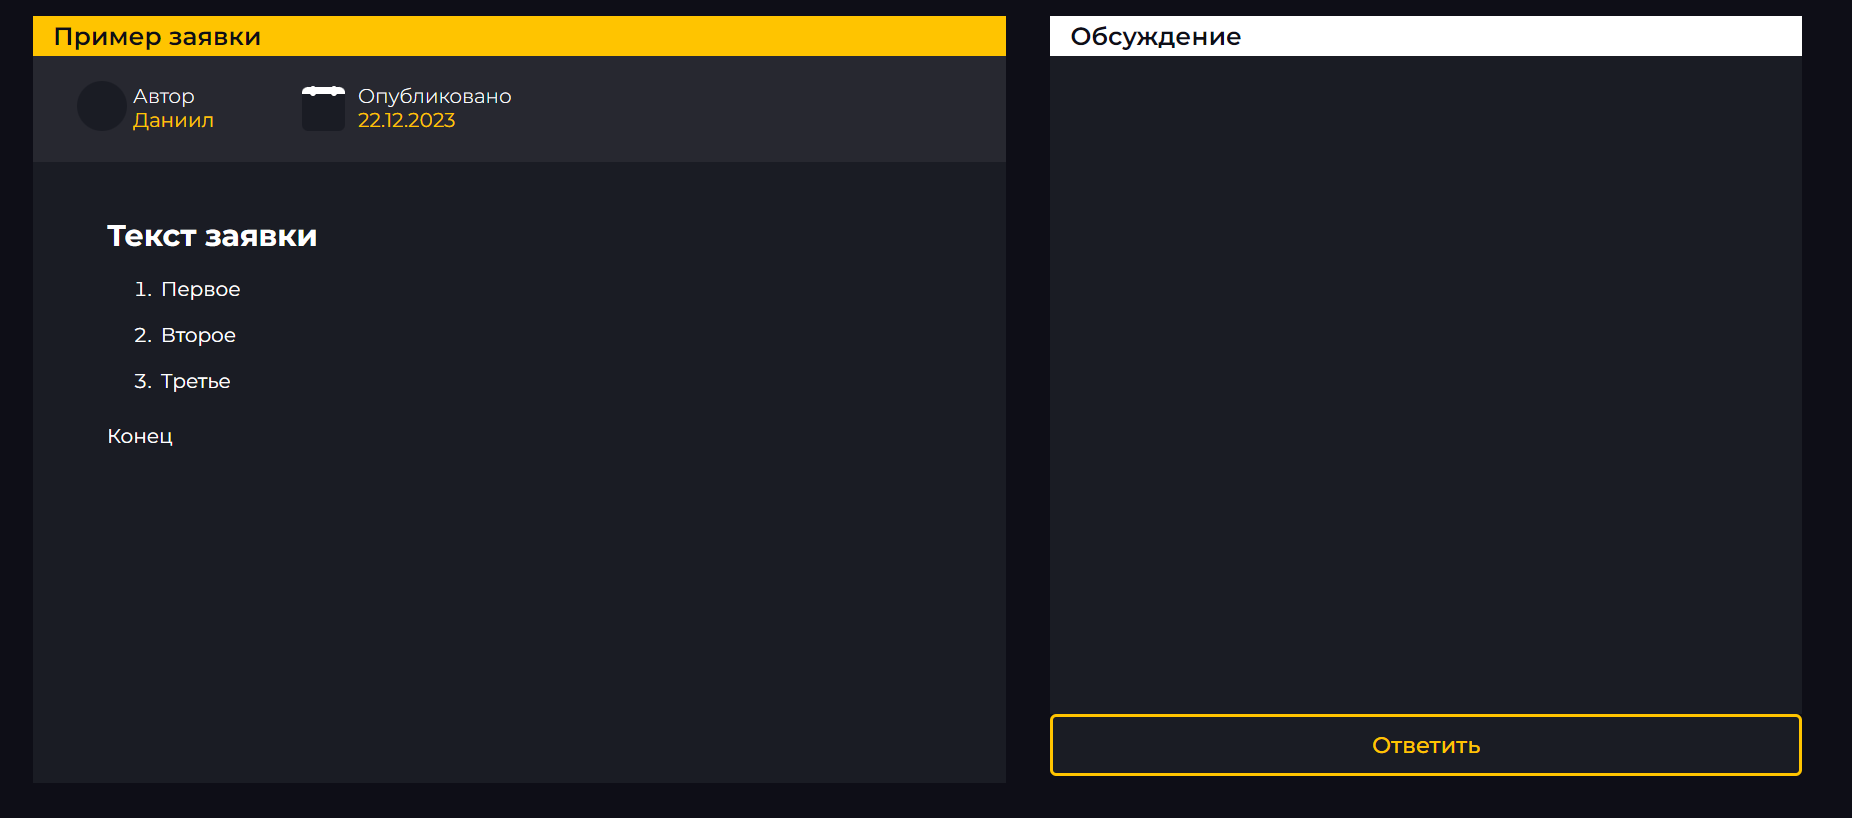 Пример заявки
Автор
Даниил
Опубликовано
22.12.2023
Текст заявки
1. Первое
2. Второе
3. Третье
Конец
Обсуждение
Ответить